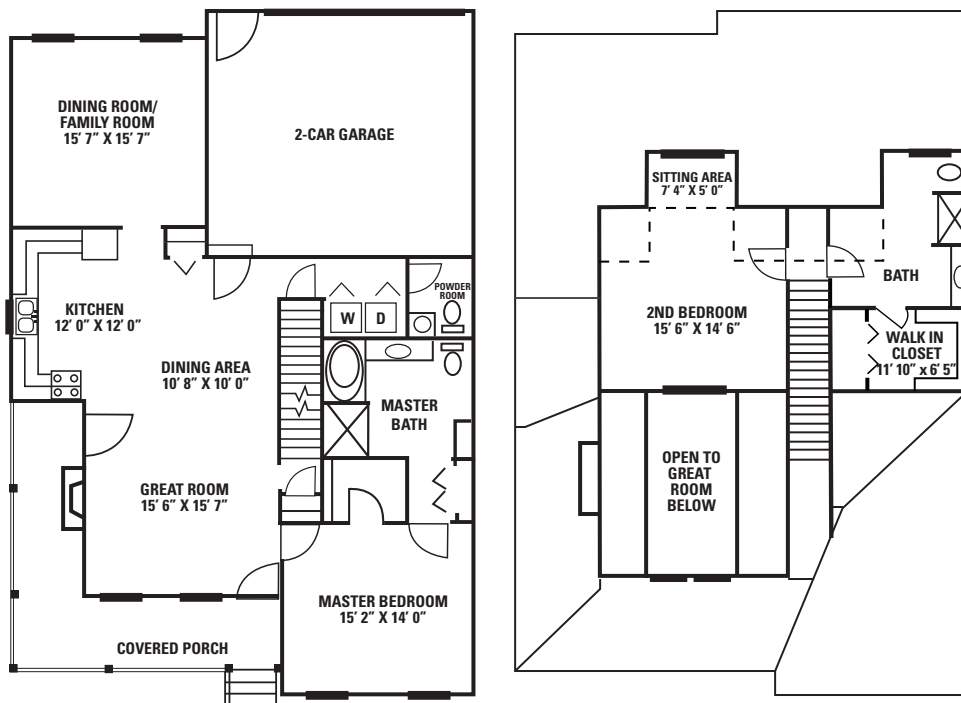 DINING ROOM/
FAMILY ROOM
15’ 7” X 15’ 7”
2-CAR GARAGE
KITCHEN
12’ 0” X 12’ 0”
DINING AREA
10’ 8” X 10’ 0”
W D
POWDER
ROOM
MASTER
BATH
GREAT ROOM
15’ 6” X 15’ 7”
MASTER BEDROOM
15’ 2” X 14’ 0”
COVERED PORCH
SITTING AREA
7’ 4” X 5’ 0”
BATH
2ND BEDROOM
15’ 6” X 14’ 6”
WALK IN
CLOSET
11’ 10” x 6’ 5”
OPEN TO
GREAT
ROOM
BELOW